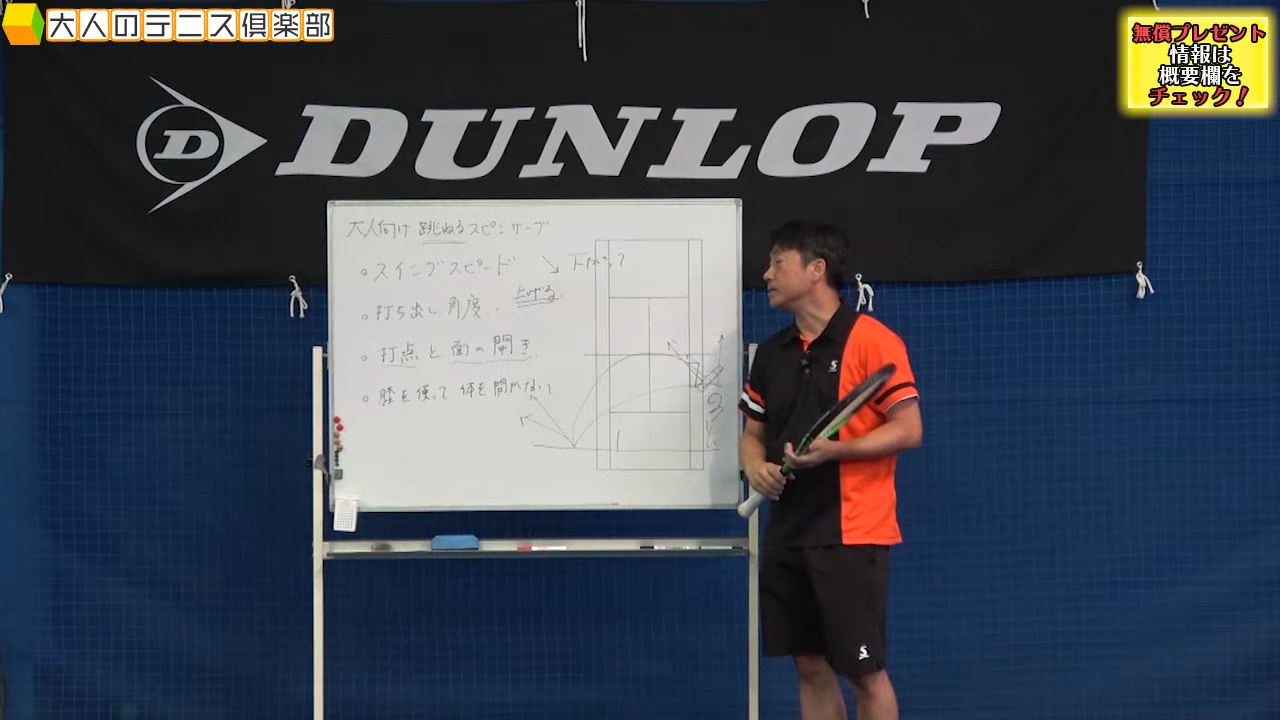 大人のテニス倶楽部
無償プレゼント
情報は
概要欄を
チェック!
D DUNLOP
大人向け 跳ねるスピンサーブ
。スイングスピード ↘
。打ち出し角度. 上げる.
。打点と面の開き
。膝を使って体を開かない
S
S